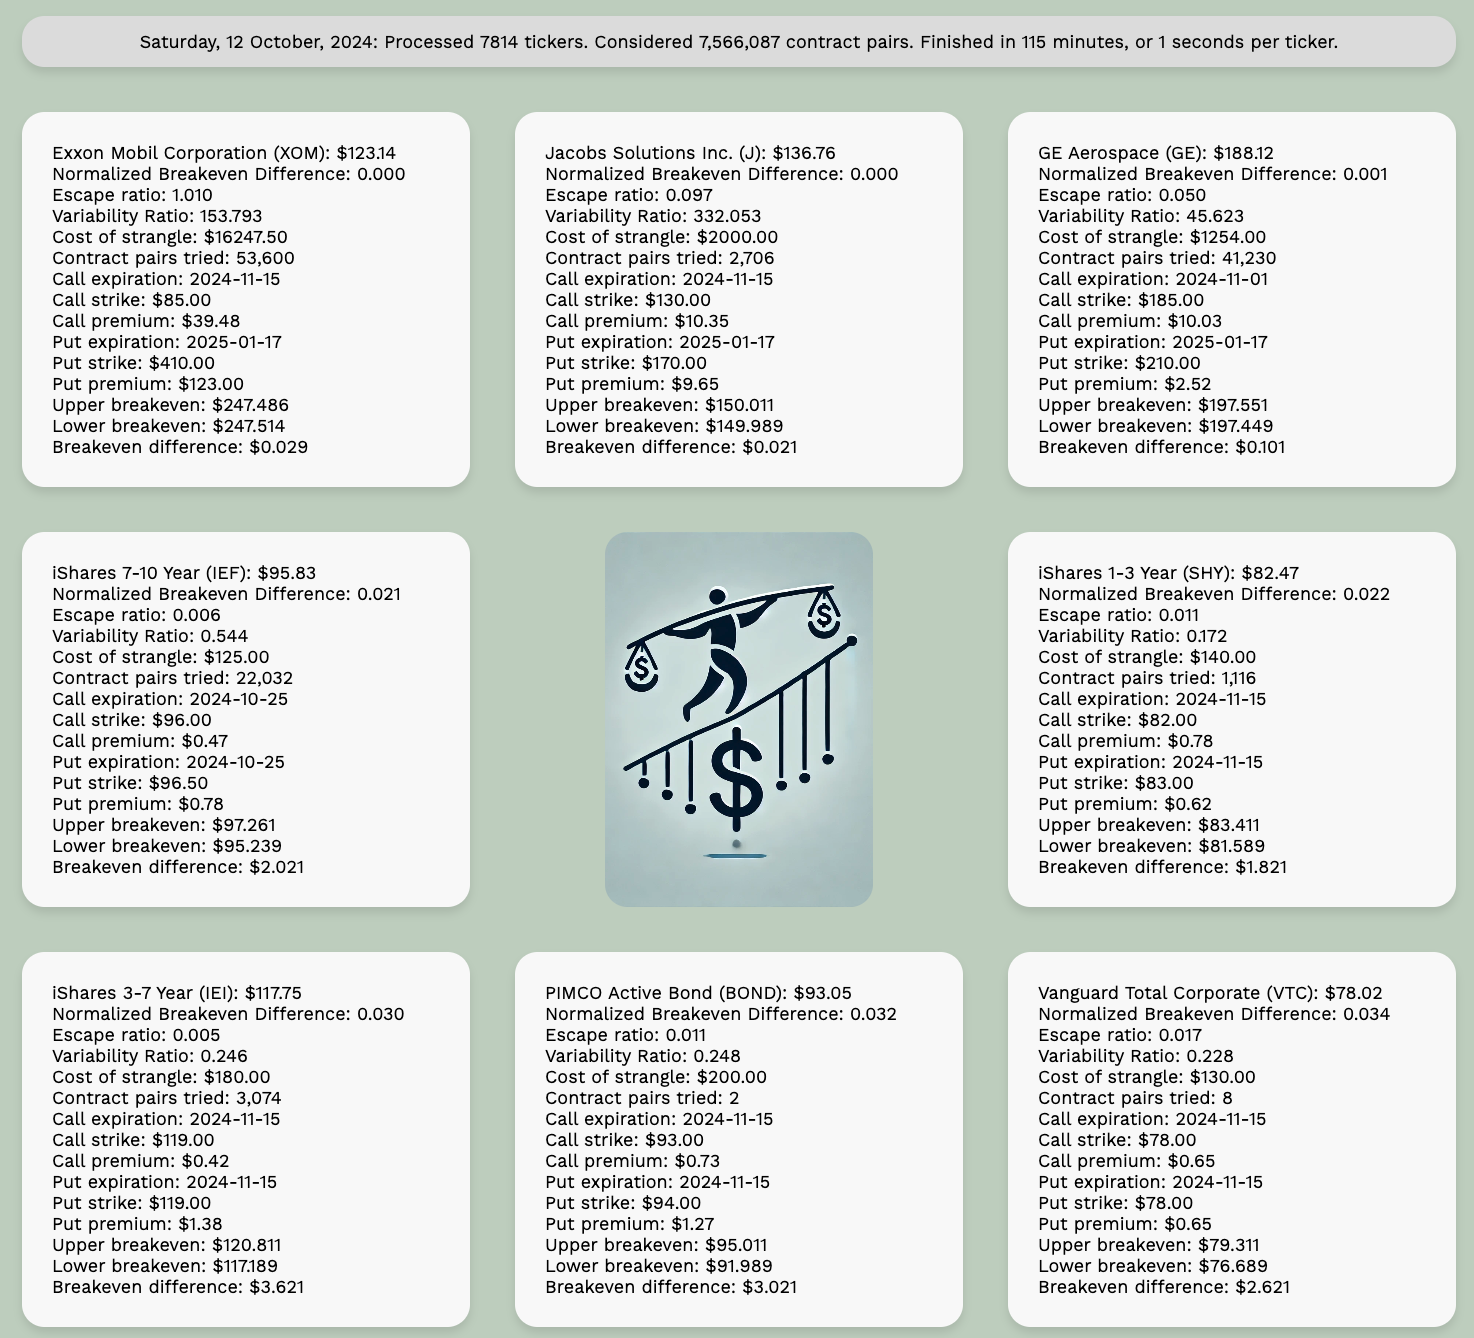 Saturday, 12 October, 2024: Processed 7814 tickers. Considered 7,566,087 contract pairs. Finished in 115 minutes, or 1 seconds per ticker.
Exxon Mobil Corporation (XOM): $123.14
Normalized Breakeven Difference: 0.000
Escape ratio: 1.010
Variability Ratio: 153.793
Cost of strangle: $16247.50
Contract pairs tried: 53,600
Call expiration: 2024-11-15
Call strike: $85.00
Call premium: $39.48
Put expiration: 2025-01-17
Put strike: $410.00
Put premium: $123.00
Upper breakeven: $247.486
Lower breakeven: $247.514
Breakeven difference: $0.029
Jacobs Solutions Inc. (J): $136.76
Normalized Breakeven Difference: 0.000
Escape ratio: 0.097
Variability Ratio: 332.053
Cost of strangle: $2000.00
Contract pairs tried: 2,706
Call expiration: 2024-11-15
Call strike: $130.00
Call premium: $10.35
Put expiration: 2025-01-17
Put strike: $170.00
Put premium: $9.65
Upper breakeven: $150.011
Lower breakeven: $149.989
Breakeven difference: $0.021
GE Aerospace (GE): $188.12
Normalized Breakeven Difference: 0.001
Escape ratio: 0.050
Variability Ratio: 45.623
Cost of strangle: $1254.00
Contract pairs tried: 41,230
Call expiration: 2024-11-01
Call strike: $185.00
Call premium: $10.03
Put expiration: 2025-01-17
Put strike: $210.00
Put premium: $2.52
Upper breakeven: $197.551
Lower breakeven: $197.449
Breakeven difference: $0.101
iShares 7-10 Year (IEF): $95.83
Normalized Breakeven Difference: 0.021
Escape ratio: 0.006
Variability Ratio: 0.544
Cost of strangle: $125.00
Contract pairs tried: 22,032
Call expiration: 2024-10-25
Call strike: $96.00
Call premium: $0.47
Put expiration: 2024-10-25
Put strike: $96.50
Put premium: $0.78
Upper breakeven: $97.261
Lower breakeven: $95.239
Breakeven difference: $2.021
$
$
$
iShares 1-3 Year (SHY): $82.47
Normalized Breakeven Difference: 0.022
Escape ratio: 0.011
Variability Ratio: 0.172
Cost of strangle: $140.00
Contract pairs tried: 1,116
Call expiration: 2024-11-15
Call strike: $82.00
Call premium: $0.78
Put expiration: 2024-11-15
Put strike: $83.00
Put premium: $0.62
Upper breakeven: $83.411
Lower breakeven: $81.589
Breakeven difference: $1.821
iShares 3-7 Year (IEI): $117.75
Normalized Breakeven Difference: 0.030
Escape ratio: 0.005
Variability Ratio: 0.246
Cost of strangle: $180.00
Contract pairs tried: 3,074
Call expiration: 2024-11-15
Call strike: $119.00
Call premium: $0.42
Put expiration: 2024-11-15
Put strike: $119.00
Put premium: $1.38
Upper breakeven: $120.811
Lower breakeven: $117.189
Breakeven difference: $3.621
PIMCO Active Bond (BOND): $93.05
Normalized Breakeven Difference: 0.032
Escape ratio: 0.011
Variability Ratio: 0.248
Cost of strangle: $200.00
Contract pairs tried: 2
Call expiration: 2024-11-15
Call strike: $93.00
Call premium: $0.73
Put expiration: 2024-11-15
Put strike: $94.00
Put premium: $1.27
Upper breakeven: $95.011
Lower breakeven: $91.989
Breakeven difference: $3.021
Vanguard Total Corporate (VTC): $78.02
Normalized Breakeven Difference: 0.034
Escape ratio: 0.017
Variability Ratio: 0.228
Cost of strangle: $130.00
Contract pairs tried: 8
Call expiration: 2024-11-15
Call strike: $78.00
Call premium: $0.65
Put expiration: 2024-11-15
Put strike: $78.00
Put premium: $0.65
Upper breakeven: $79.311
Lower breakeven: $76.689
Breakeven difference: $2.621